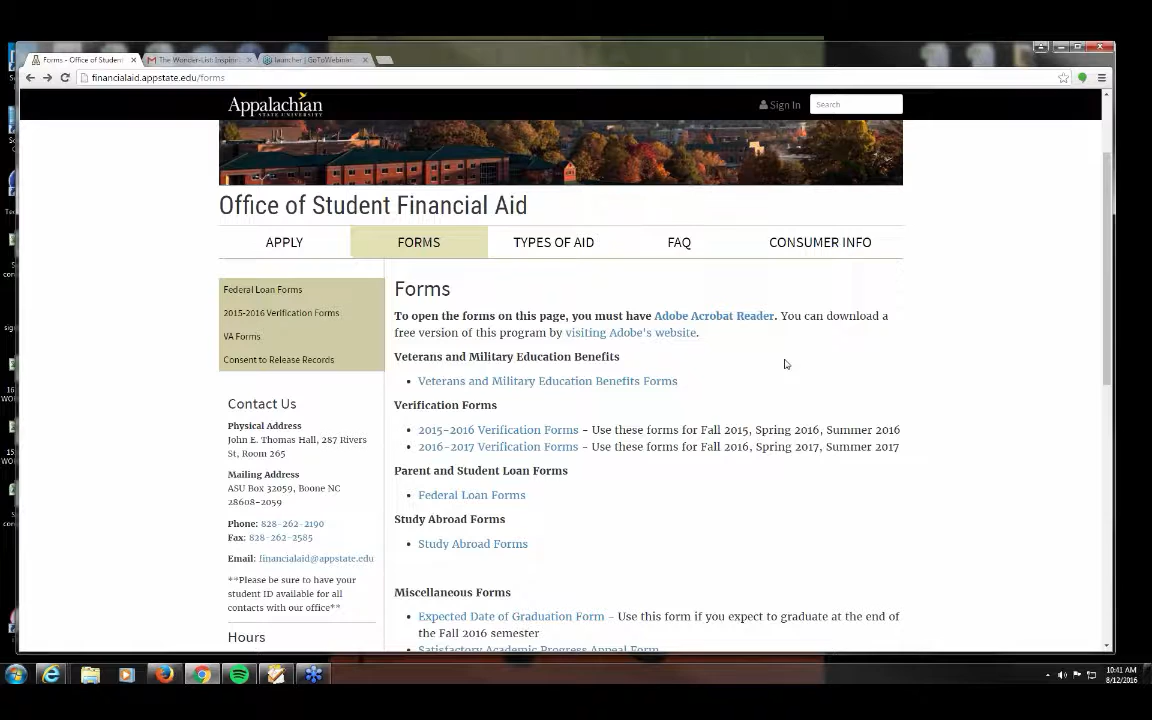 Forms - Office of Student
The Wonder-List: Inspiro
launcher | GoToWebinar
financialaid.appstate.edu/forms
Appalachian
STATE UNIVERSITY
Sign In
Search
Office of Student Financial Aid
APPLY
FORMS
TYPES OF AID
FAQ
CONSUMER INFO
Federal Loan Forms
2015-2016 Verification Forms
VA Forms
Consent to Release Records
Contact Us
Physical Address
John E. Thomas Hall, 287 Rivers
St, Room 265
Mailing Address
ASU Box 32059, Boone NC
28608-2059
Phone: 828-262-2190
Fax: 828-262-2585
Email: financialaid@appstate.edu
**Please be sure to have your
student ID available for all
contacts with our office**
Hours
Forms
To open the forms on this page, you must have Adobe Acrobat Reader. You can download a
free version of this program by visiting Adobe's website.
Veterans and Military Education Benefits
• Veterans and Military Education Benefits Forms
Verification Forms
• 2015-2016 Verification Forms - Use these forms for Fall 2015, Spring 2016, Summer 2016
• 2016-2017 Verification Forms - Use these forms for Fall 2016, Spring 2017, Summer 2017
Parent and Student Loan Forms
• Federal Loan Forms
Study Abroad Forms
• Study Abroad Forms
Miscellaneous Forms
• Expected Date of Graduation Form - Use this form if you expect to graduate at the end of
the Fall 2016 semester
Satisfactory Academic Progress Appeal Form
10:41 AM
8/12/2016